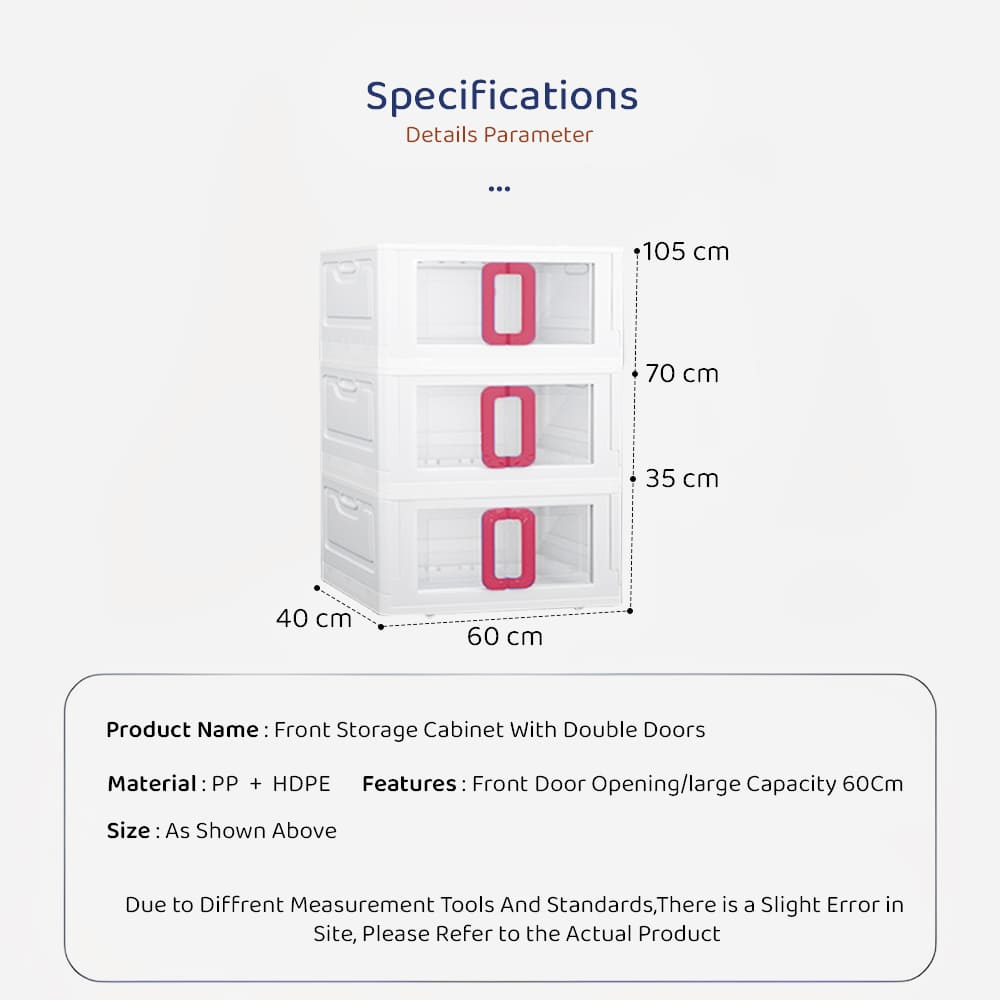 Specifications
Details Parameter
...
105 cm
70 cm
35 cm
40 cm
60 cm
Product Name : Front Storage Cabinet With Double Doors
Material : PP + HDPE Features : Front Door Opening/large Capacity 60Cm
Size : As Shown Above
Due to Diffrent Measurement Tools And Standards,There is a Slight Error in
Site, Please Refer to the Actual Product